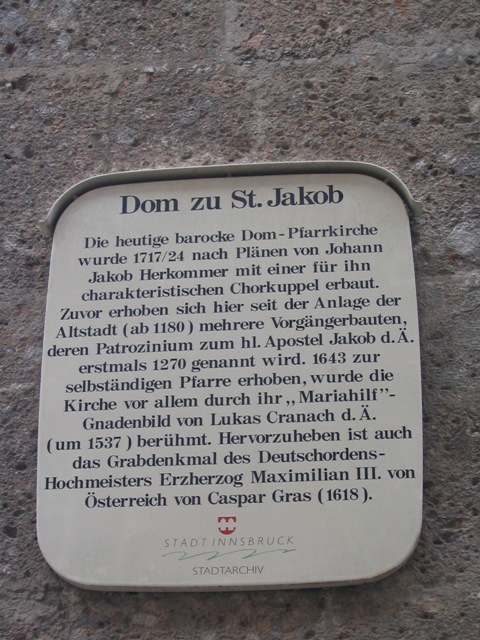 Dom zu St. Jakob
Die heutige barocke Dom-Pfarrkirche
wurde 1717/24 nach Plänen von Johann
Jakob Herkommer mit einer für ihn
charakteristischen Chorkuppel erbaut.
Zuvor erhoben sich hier seit der Anlage der
Altstadt (ab 1180) mehrere Vorgängerbauten,
deren Patrozinium zum hl. Apostel Jakob d. Ä.
erstmals 1270 genannt wird. 1643 zur
selbständigen Pfarre erhoben, wurde die
Kirche vor allem durch ihr „Mariahilf”-
Gnadenbild von Lukas Cranach d. Ä.
(um 1537) berühmt. Hervorzuheben ist auch
das Grabdenkmal des Deutschordens-
Hochmeisters Erzherzog Maximilian III. von
Österreich von Caspar Gras (1618).
STADT INNSBRUCK
STADTARCHIV